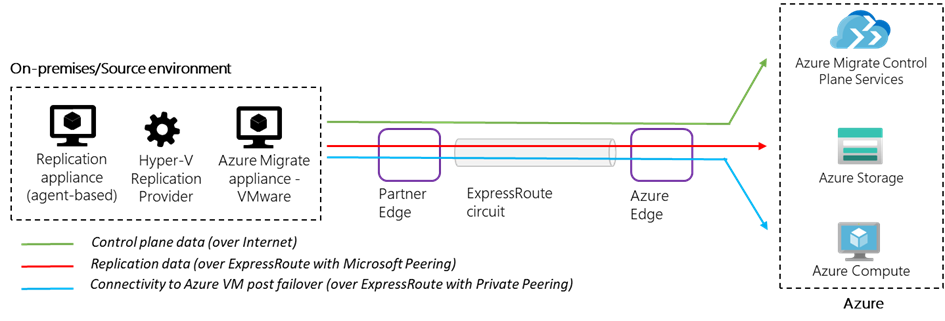 On-premises/Source environment
Replication
appliance
(agent-based)
Hyper-V
Replication
Provider
Azure Migrate
appliance -
VMware
Partner
Edge
ExpressRoute
circuit
Azure
Edge
Azure Migrate Control
Plane Services
Azure Storage
Azure Compute
Azure
Control plane data (over Internet)
Replication data (over ExpressRoute with Microsoft Peering)
Connectivity to Azure VM post failover (over ExpressRoute with Private Peering)